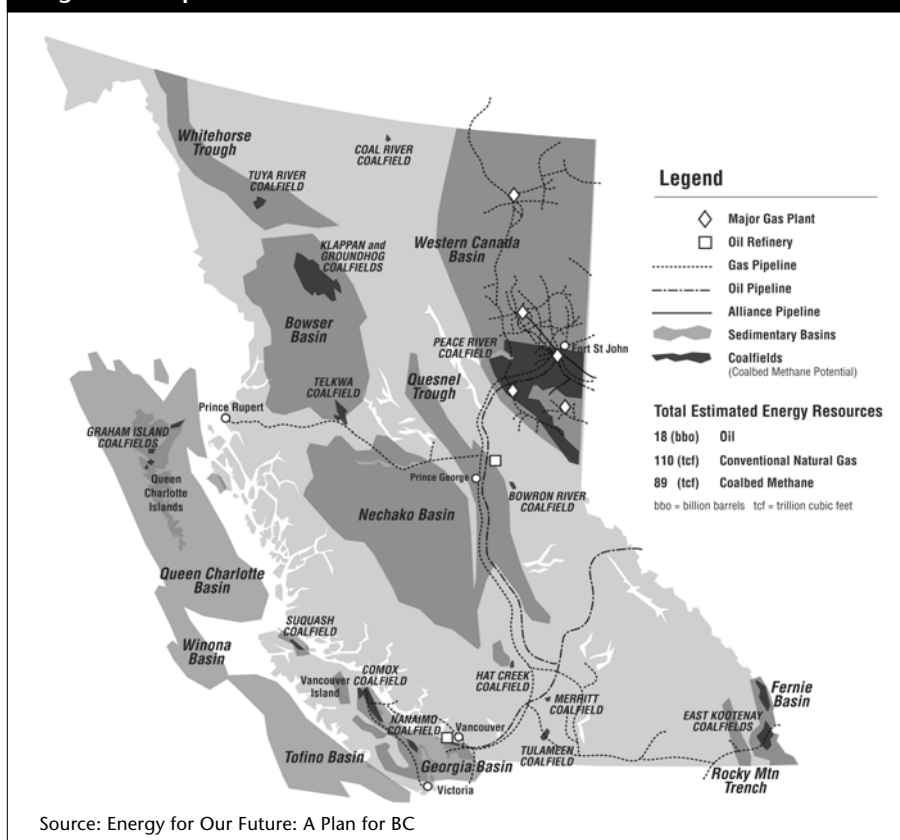 Whitehorse
Trough
COAL RIVER
COALFIELD
TUYA RIVER
COALFIELD
KLAPPAN and
GROUNDHOG
COALFIELDS
Western Canada
Basin
Bowser
Basin
PEACE RIVER
COALFIELD
Fort St John
Quesnel
Trough
TELKWA
COALFIELD
Prince Rupert
GRAHAM ISLAND
COALFIELDS
Queen
Charlotte
Islands
Prince George
BOWRON RIVER
COALFIELD
Nechako Basin
Queen Charlotte
Basin
SUQUASH
COALFIELD
Winona
Basin
COMOX
COALFIELD
Vancouver
Island
HAT CREEK
COALFIELD
MERRITT
COALFIELD
Fernie
Basin
EAST KOOTENAY
COALFIELDS
NANAIMO
COALFIELD
Vancouver
TULAMEEN
COALFIELD
Tofino Basin
Georgia Basin
Rocky Mtn
Trench
Victoria
Legend
Major Gas Plant
Oil Refinery
Gas Pipeline
Oil Pipeline
Alliance Pipeline
Sedimentary Basins
Coalfields
(Coalbed Methane Potential)
Total Estimated Energy Resources
18 (bbo) Oil
110 (tcf) Conventional Natural Gas
89 (tcf) Coalbed Methane
bbo = billion barrels tcf = trillion cubic feet
Source: Energy for Our Future: A Plan for BC